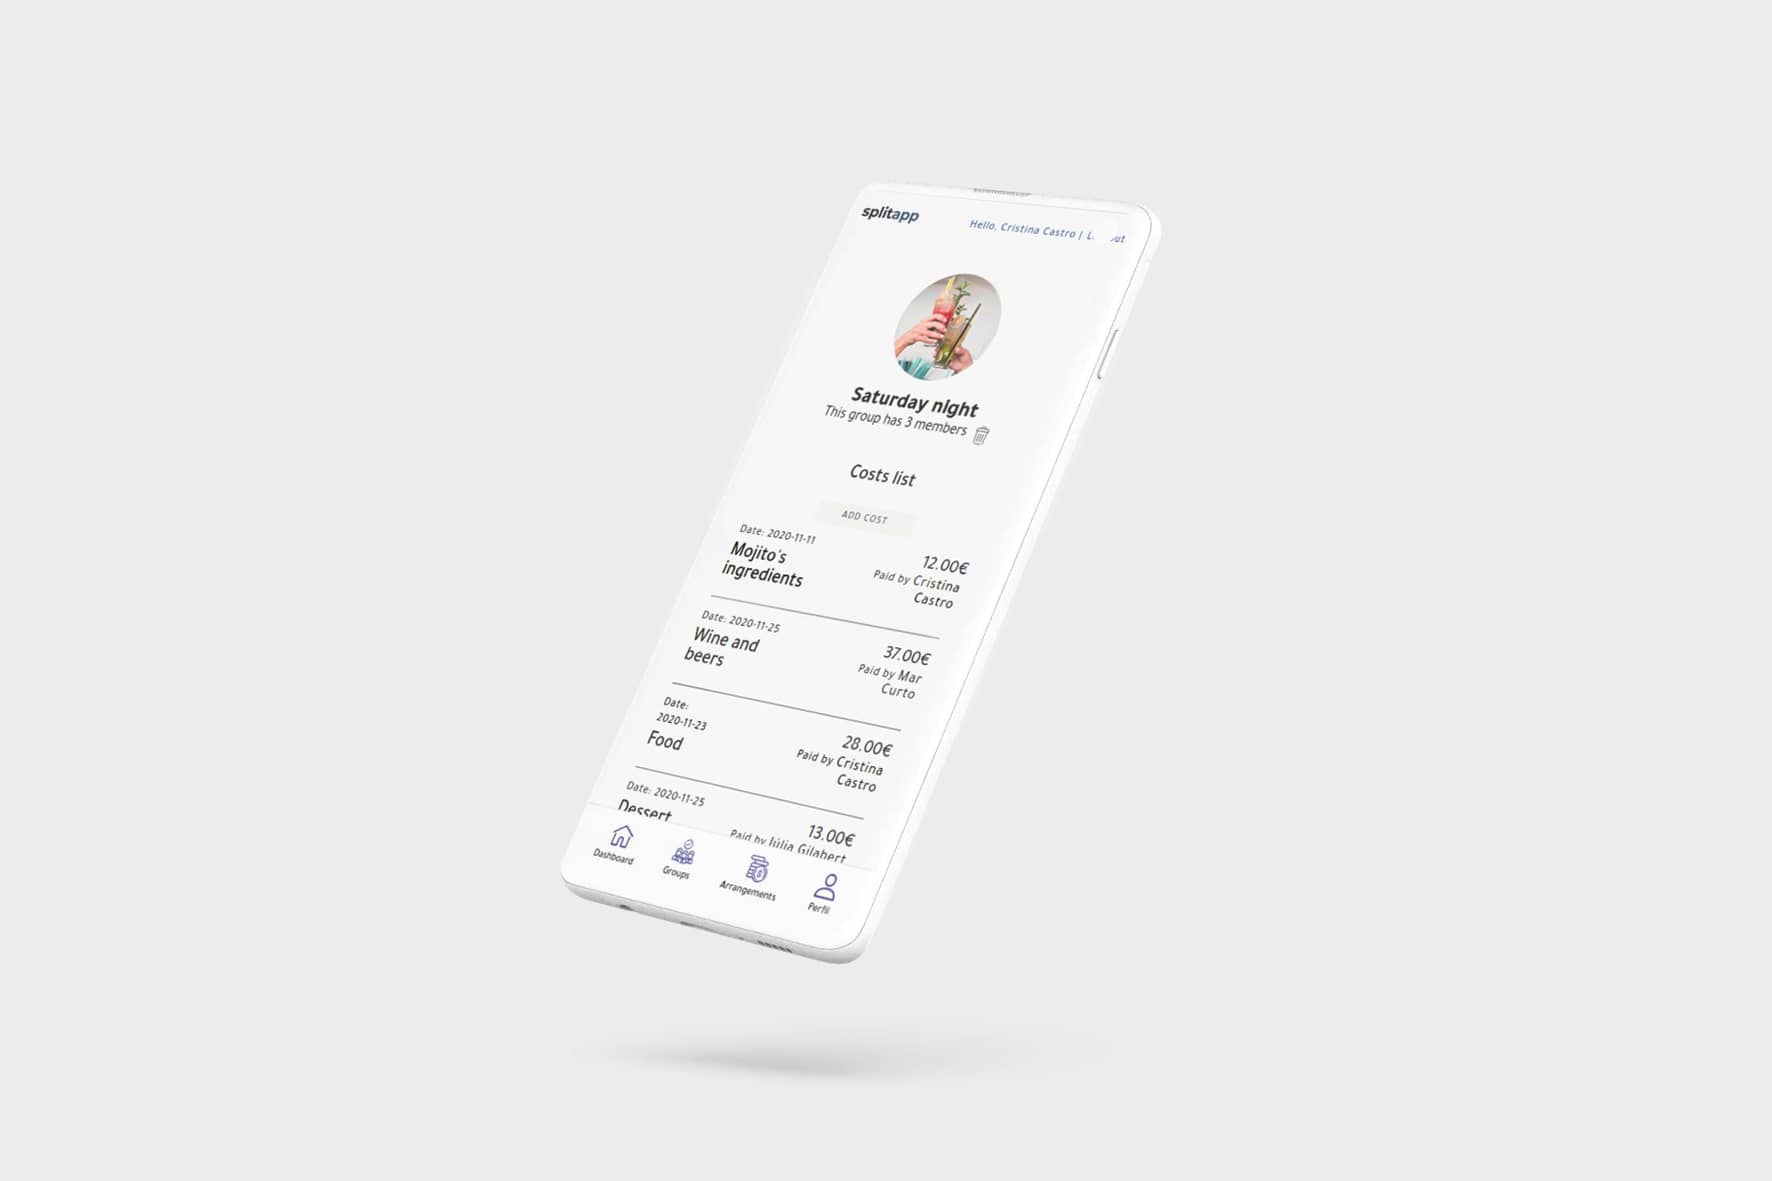 splitapp
Hello, Cristina Castro |
Saturday night
This group has 3 members
Costs list
ADD COST
Date: 2020-11-11
Mojito's
ingredients
12.00€
Paid by Cristina
Castro
Date: 2020-11-25
Wine and
beers
37.00€
Paid by Mar
Curto
Date:
2020-11-23
Food
28.00€
Paid by Cristina
Castro
Date: 2020-11-25
Dessert
13.00€
Paid by Júlia Gilabert
Dashboard
Groups
Arrangements
Perfil